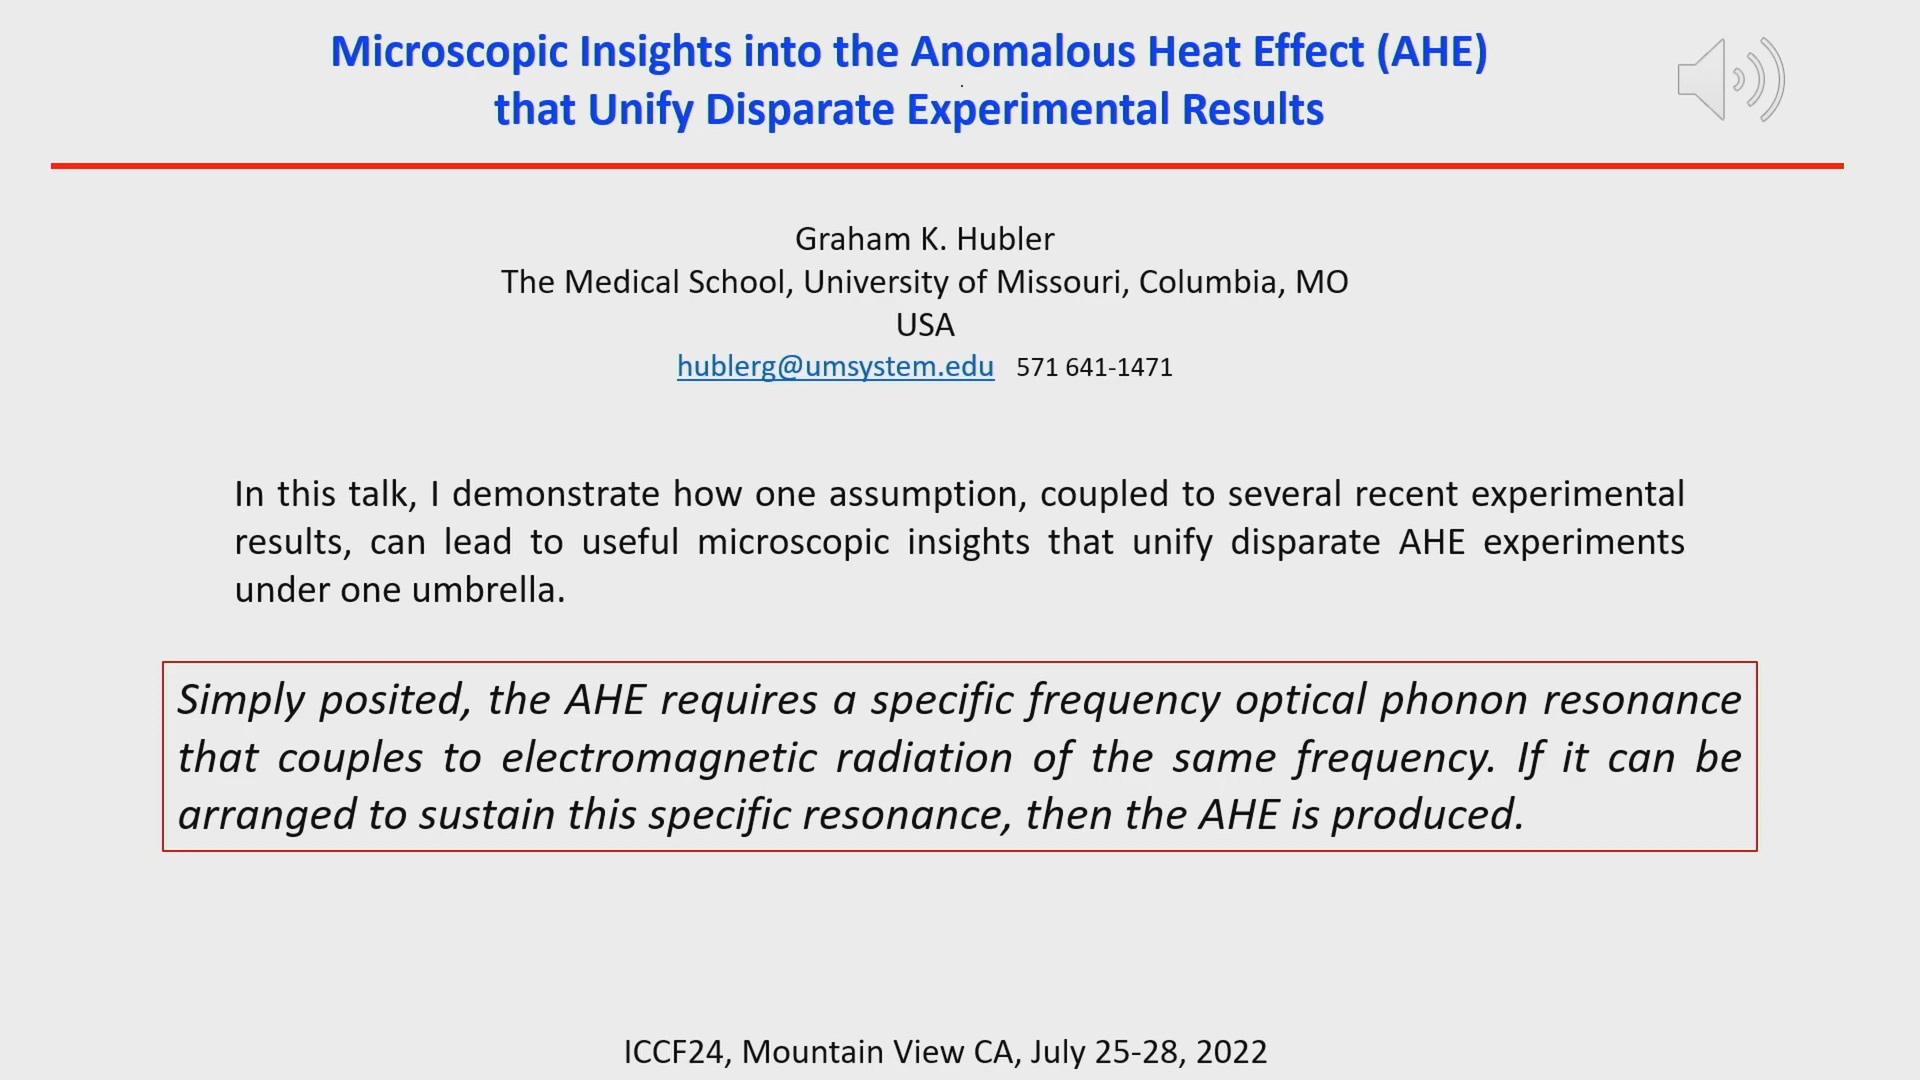 Microscopic Insights into the Anomalous Heat Effect (AHE)
that Unify Disparate Experimental Results
Graham K. Hubler
The Medical School, University of Missouri, Columbia, MO
USA
hublerg@umsystem.edu 571 641-1471
In this talk, I demonstrate how one assumption, coupled to several recent experimental
results, can lead to useful microscopic insights that unify disparate AHE experiments
under one umbrella.
Simply posited, the AHE requires a specific frequency optical phonon resonance
that couples to electromagnetic radiation of the same frequency. If it can be
arranged to sustain this specific resonance, then the AHE is produced.
ICCF24, Mountain View CA, July 25-28, 2022